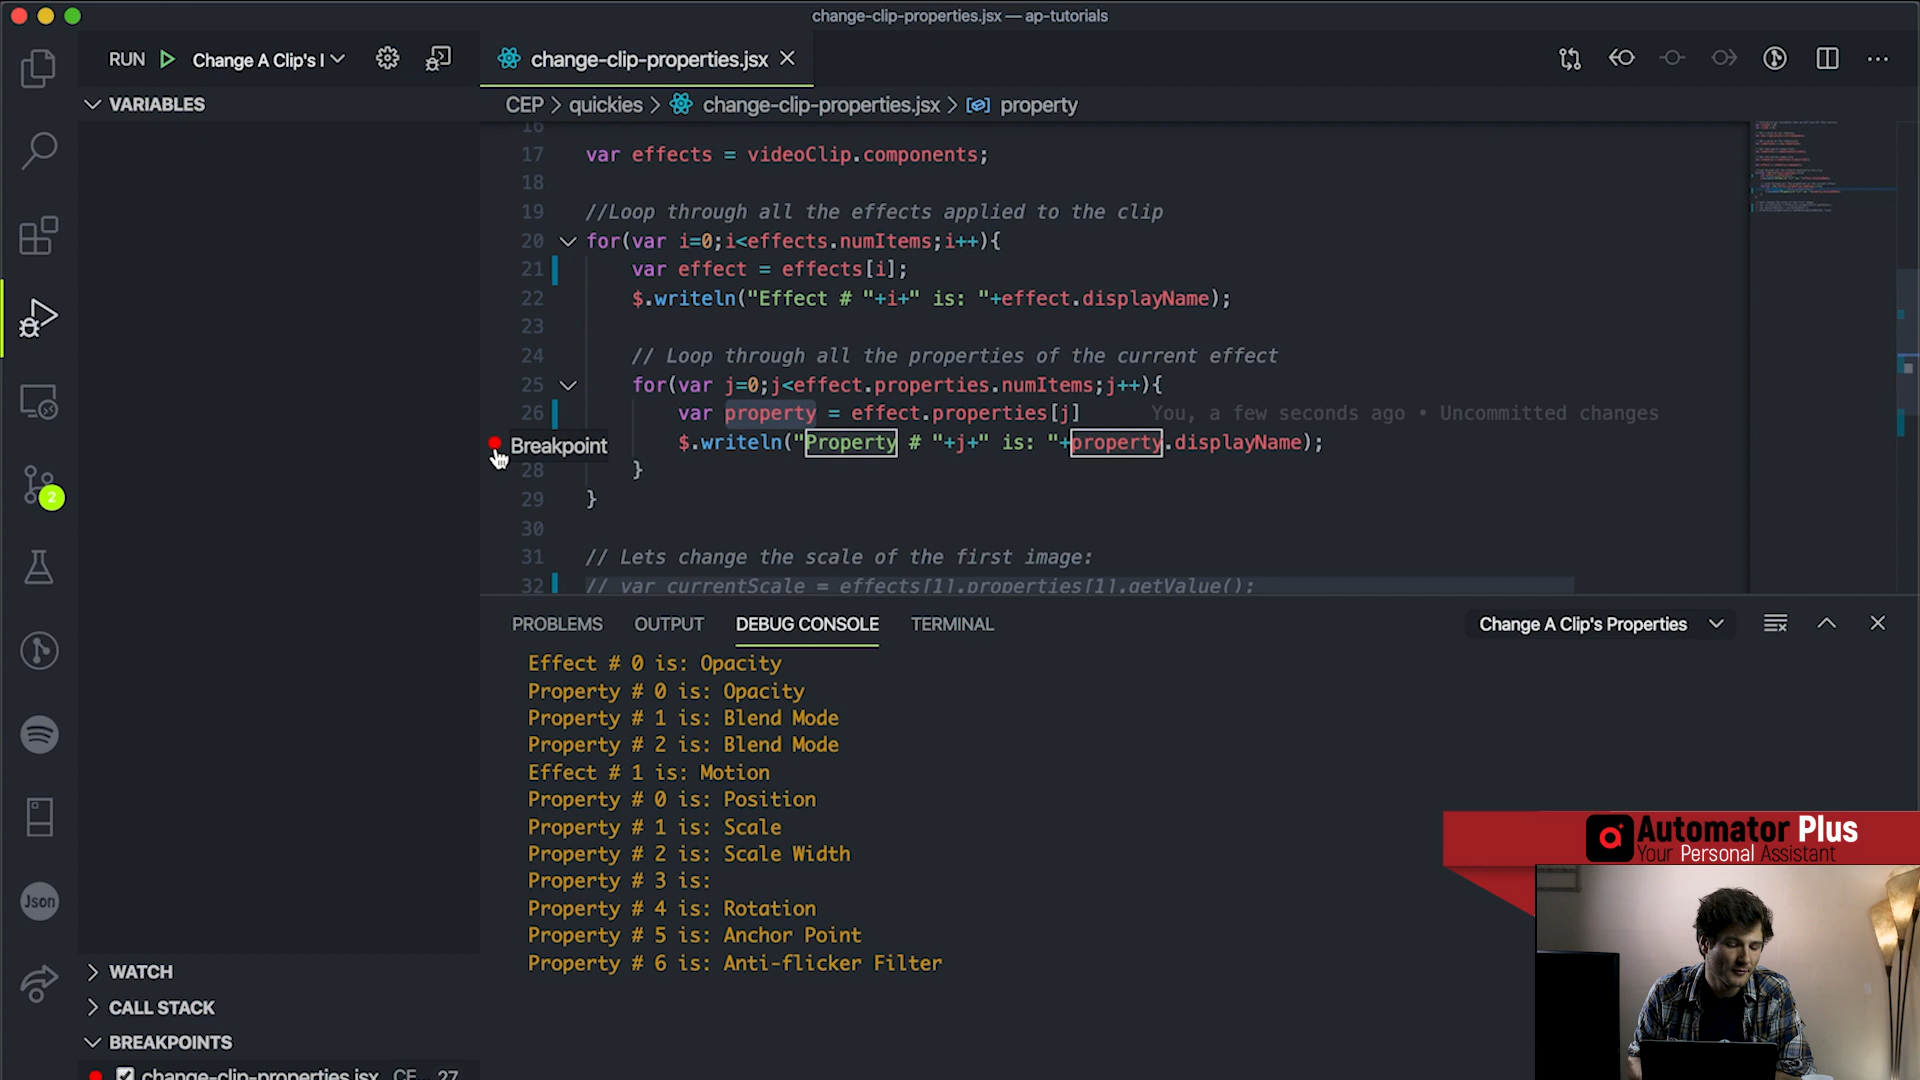 change-clip-properties.jsx — ap-tutorials
RUN Change A Clip's I
change-clip-properties.jsx
VARIABLES
CEP > quickies > change-clip-properties.jsx > property
16
17 var effects = videoClip.components;
18
19 //Loop through all the effects applied to the clip
20 for(var i=0;i<effects.numItems;i++){
21 var effect = effects[i];
22 $.writeln("Effect # "+i+" is: "+effect.displayName);
23
24 // Loop through all the properties of the current effect
25 for(var j=0;j<effect.properties.numItems;j++){
26 var property = effect.properties[j] You, a few seconds ago • Uncommitted changes
Breakpoint $.writeln("Property # "+j+" is: "+property.displayName);
28 }
29 }
30
31 // Lets change the scale of the first image:
32 // var currentScale = effects[1].properties[1].getValue();
2
PROBLEMS OUTPUT DEBUG CONSOLE TERMINAL
Change A Clip's Properties
Effect # 0 is: Opacity
Property # 0 is: Opacity
Property # 1 is: Blend Mode
Property # 2 is: Blend Mode
Effect # 1 is: Motion
Property # 0 is: Position
Property # 1 is: Scale
Property # 2 is: Scale Width
Property # 3 is:
Property # 4 is: Rotation
Property # 5 is: Anchor Point
Property # 6 is: Anti-flicker Filter
Json
WATCH
CALL STACK
BREAKPOINTS
change-clip-properties.jsx CE... 27
Automator Plus
Your Personal Assistant